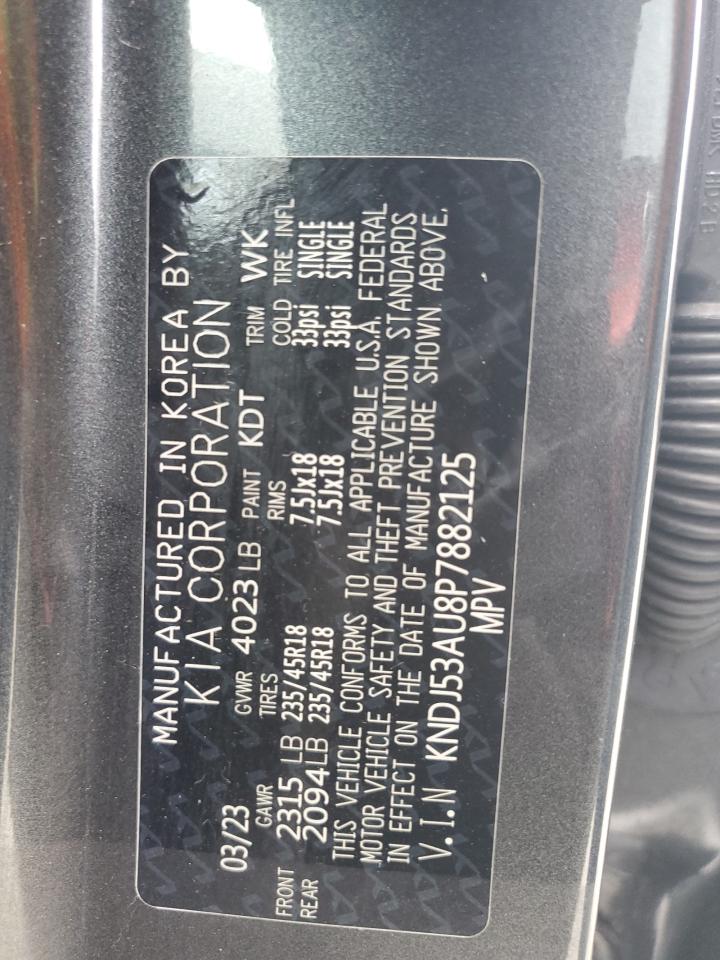 MANUFACTURED IN KOREA BY
KIA CORPORATION
03/23 GVWR 4023 LB PAINT KDT TRIM WK
GAWR TIRES RIMS COLD TIRE INFL
FRONT 2315 LB 235/45R18 7.5Jx18 33psi SINGLE
REAR 2094 LB 235/45R18 7.5Jx18 33psi SINGLE
THIS VEHICLE CONFORMS TO ALL APPLICABLE U.S.A. FEDERAL
MOTOR VEHICLE SAFETY AND THEFT PREVENTION STANDARDS
IN EFFECT ON THE DATE OF MANUFACTURE SHOWN ABOVE.
V.I.N KNDJ53AU8P7882125
MPV